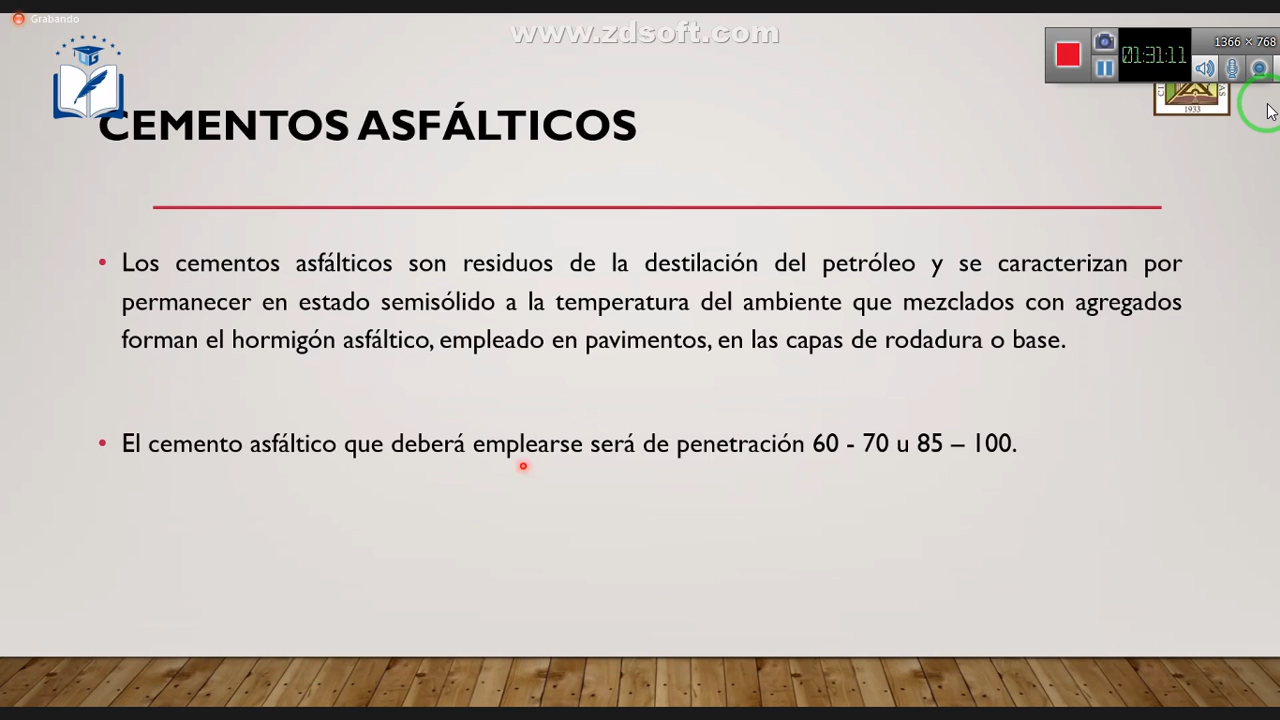 Grabando
www.zdsoft.com
01:31:11
1366 × 768
UG
1933
CEMENTOS ASFÁLTICOS
• Los cementos asfálticos son residuos de la destilación del petróleo y se caracterizan por
permanecer en estado semisólido a la temperatura del ambiente que mezclados con agregados
forman el hormigón asfáltico, empleado en pavimentos, en las capas de rodadura o base.
• El cemento asfáltico que deberá emplearse será de penetración 60 - 70 u 85 – 100.